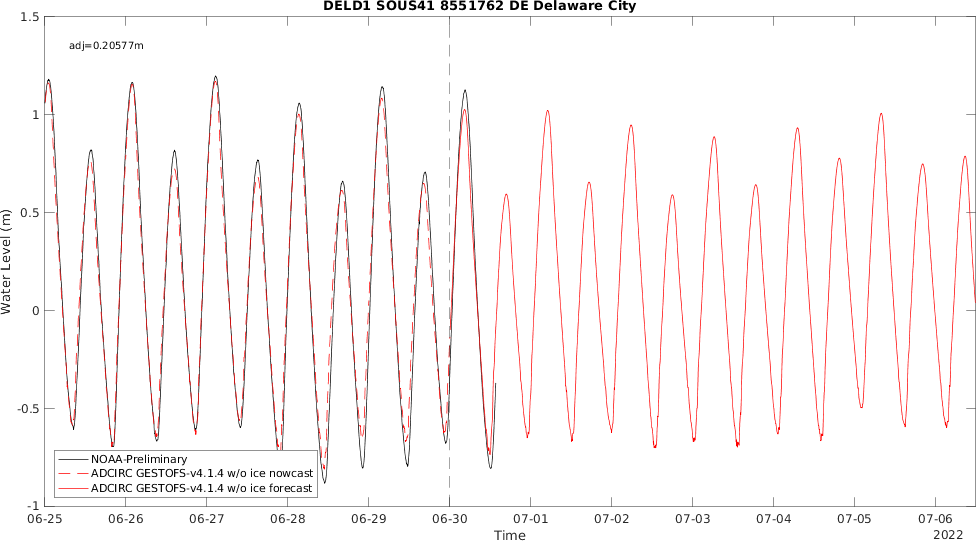 DELD1 SOUS41 8551762 DE Delaware City
adj=0.20577m
1.5
1
0.5
0
-0.5
-1
Water Level (m)
NOAA-Preliminary
ADCIRC GESTOFS-v4.1.4 w/o ice nowcast
ADCIRC GESTOFS-v4.1.4 w/o ice forecast
06-25 06-26 06-27 06-28 06-29 06-30 07-01 07-02 07-03 07-04 07-05 07-06
Time
2022